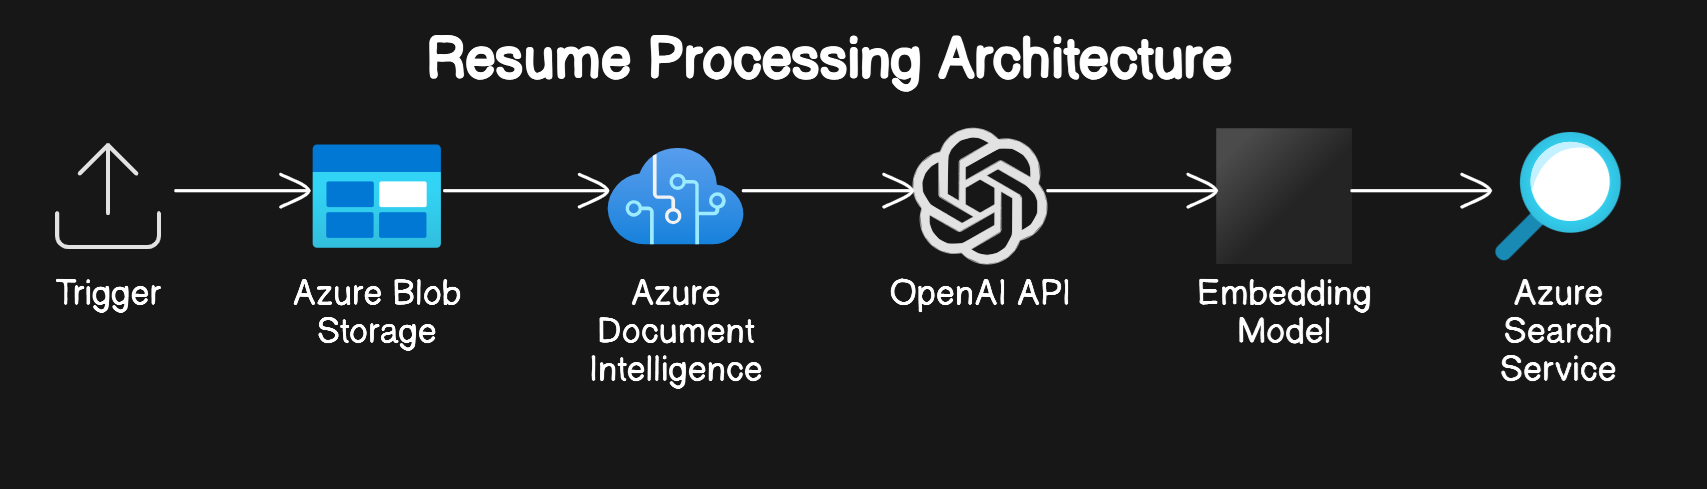 Resume Processing Architecture
Trigger
Azure Blob
Storage
Azure
Document
Intelligence
OpenAI API
Embedding
Model
Azure
Search
Service